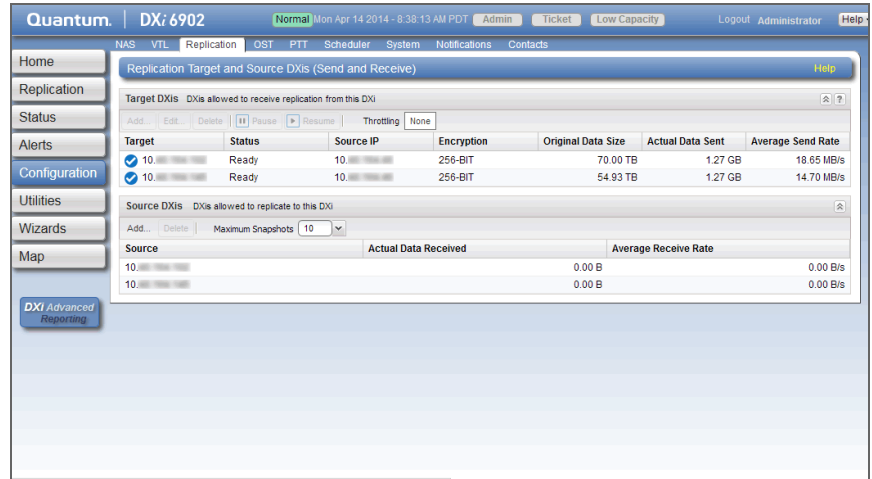 Quantum. DXi 6902 Normal Mon Apr 14 2014 - 8:38:13 AM PDT Admin Ticket Low Capacity Logout Administrator Help
NAS VTL Replication OST PTT Scheduler System Notifications Contacts
Home
Replication
Status
Alerts
Configuration
Utilities
Wizards
Map
DXi Advanced
Reporting
Replication Target and Source DXis (Send and Receive) Help
Target DXis DXis allowed to receive replication from this DXi ?
Add... Edit... Delete Pause Resume Throttling None
Target Status Source IP Encryption Original Data Size Actual Data Sent Average Send Rate
10. Ready 10. 256-BIT 70.00 TB 1.27 GB 18.65 MB/s
10. Ready 10. 256-BIT 54.93 TB 1.27 GB 14.70 MB/s
Source DXis DXis allowed to replicate to this DXi
Add... Delete Maximum Snapshots 10
Source Actual Data Received Average Receive Rate
10. 0.00 B 0.00 B/s
10. 0.00 B 0.00 B/s